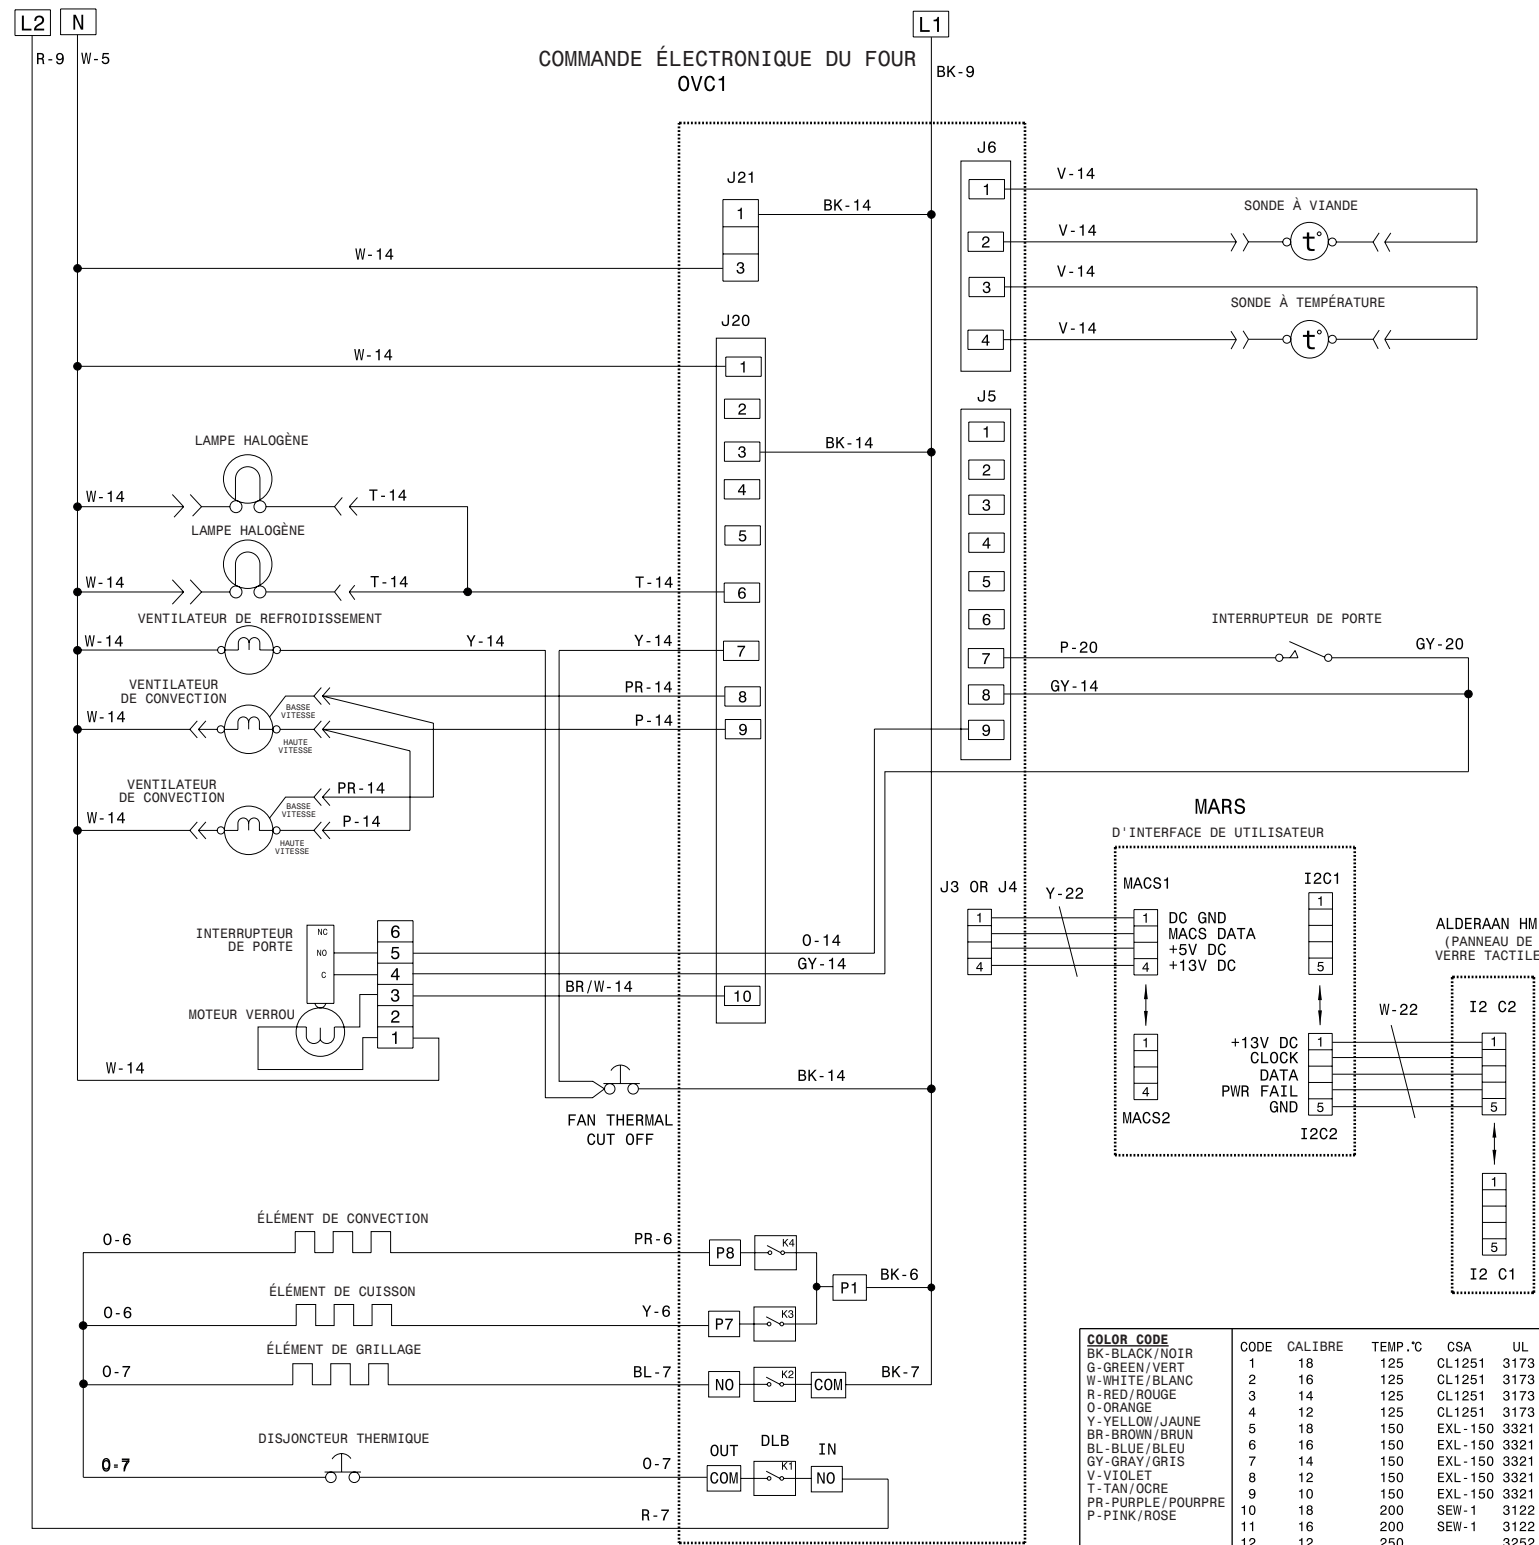 L2 N L1
R-9 W-5 BK-9
COMMANDE ÉLECTRONIQUE DU FOUR
OVC1
J6
J21
1 BK-14
3
W-14
1 V-14
SONDE À VIANDE
2 V-14 t°
3 V-14
SONDE À TEMPÉRATURE
4 V-14 t°
J20
W-14 1
2
3 BK-14
4
5
6
7
8
9
10
J5
1
2
3
4
5
6
7
8
9
LAMPE HALOGÈNE
W-14 T-14
LAMPE HALOGÈNE
W-14 T-14 T-14
VENTILATEUR DE REFROIDISSEMENT
W-14 Y-14 Y-14
VENTILATEUR
DE CONVECTION
BASSE
VITESSE
PR-14
W-14 P-14
HAUTE
VITESSE
VENTILATEUR
DE CONVECTION
BASSE
VITESSE
PR-14
W-14 P-14
HAUTE
VITESSE
INTERRUPTEUR DE PORTE
P-20 GY-20
GY-14
INTERRUPTEUR
DE PORTE
NC
NO
C
6
5
4
3
2
1
O-14
GY-14
BR/W-14
MOTEUR VERROU
W-14
BK-14
FAN THERMAL
CUT OFF
MARS
D'INTERFACE DE UTILISATEUR
J3 OR J4 Y-22
1
4
MACS1
1 DC GND
MACS DATA
+5V DC
4 +13V DC
1
4
MACS2
I2C1
1
5
+13V DC 1
CLOCK
DATA
PWR FAIL
GND 5
I2C2
W-22
ALDERAAN HM
(PANNEAU DE
VERRE TACTILE
I2 C2
1
5
1
5
I2 C1
ÉLÉMENT DE CONVECTION
O-6 PR-6 P8 K4
P1 BK-6
ÉLÉMENT DE CUISSON
O-6 Y-6 P7 K3
ÉLÉMENT DE GRILLAGE
O-7 BL-7 NO K2 COM BK-7
DISJONCTEUR THERMIQUE
OUT DLB IN
O-7 O-7 COM K1 NO
R-7
COLOR CODE
BK-BLACK/NOIR
G-GREEN/VERT
W-WHITE/BLANC
R-RED/ROUGE
O-ORANGE
Y-YELLOW/JAUNE
BR-BROWN/BRUN
BL-BLUE/BLEU
GY-GRAY/GRIS
V-VIOLET
T-TAN/OCRE
PR-PURPLE/POURPRE
P-PINK/ROSE
CODE CALIBRE TEMP.°C CSA UL
1 18 125 CL1251 3173
2 16 125 CL1251 3173
3 14 125 CL1251 3173
4 12 125 CL1251 3173
5 18 150 EXL-150 3321
6 16 150 EXL-150 3321
7 14 150 EXL-150 3321
8 12 150 EXL-150 3321
9 10 150 EXL-150 3321
10 18 200 SEW-1 3122
11 16 200 SEW-1 3122
12 12 250 3252